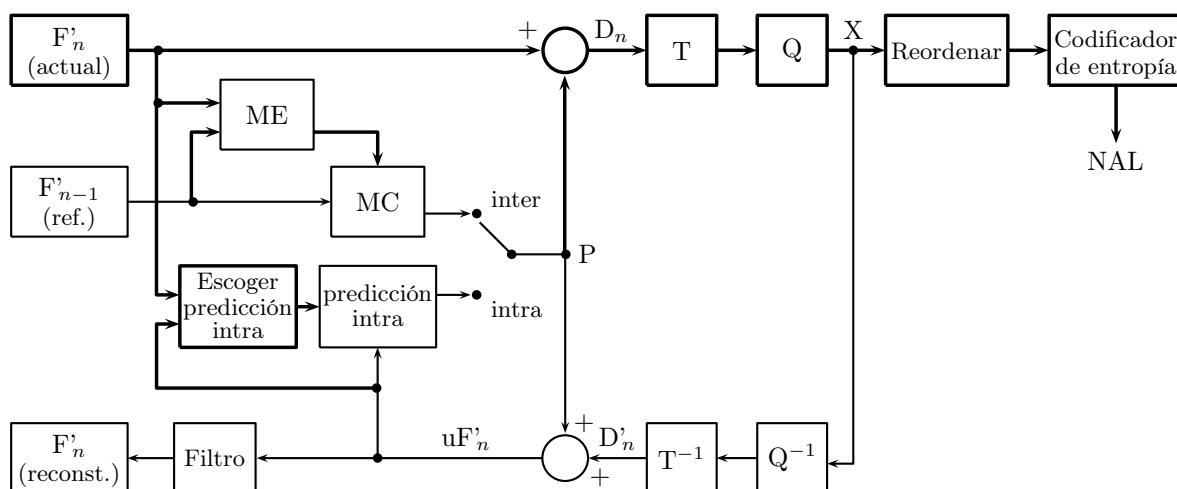 F'n
(actual)
+
Dn
T
Q
X
Reordenar
Codificador
de entropía
NAL
ME
F'n−1
(ref.)
MC
inter
P
Escoger
predicción
intra
predicción
intra
intra
F'n
(reconst.)
Filtro
uF'n
+
+
D'n
T−1
Q−1